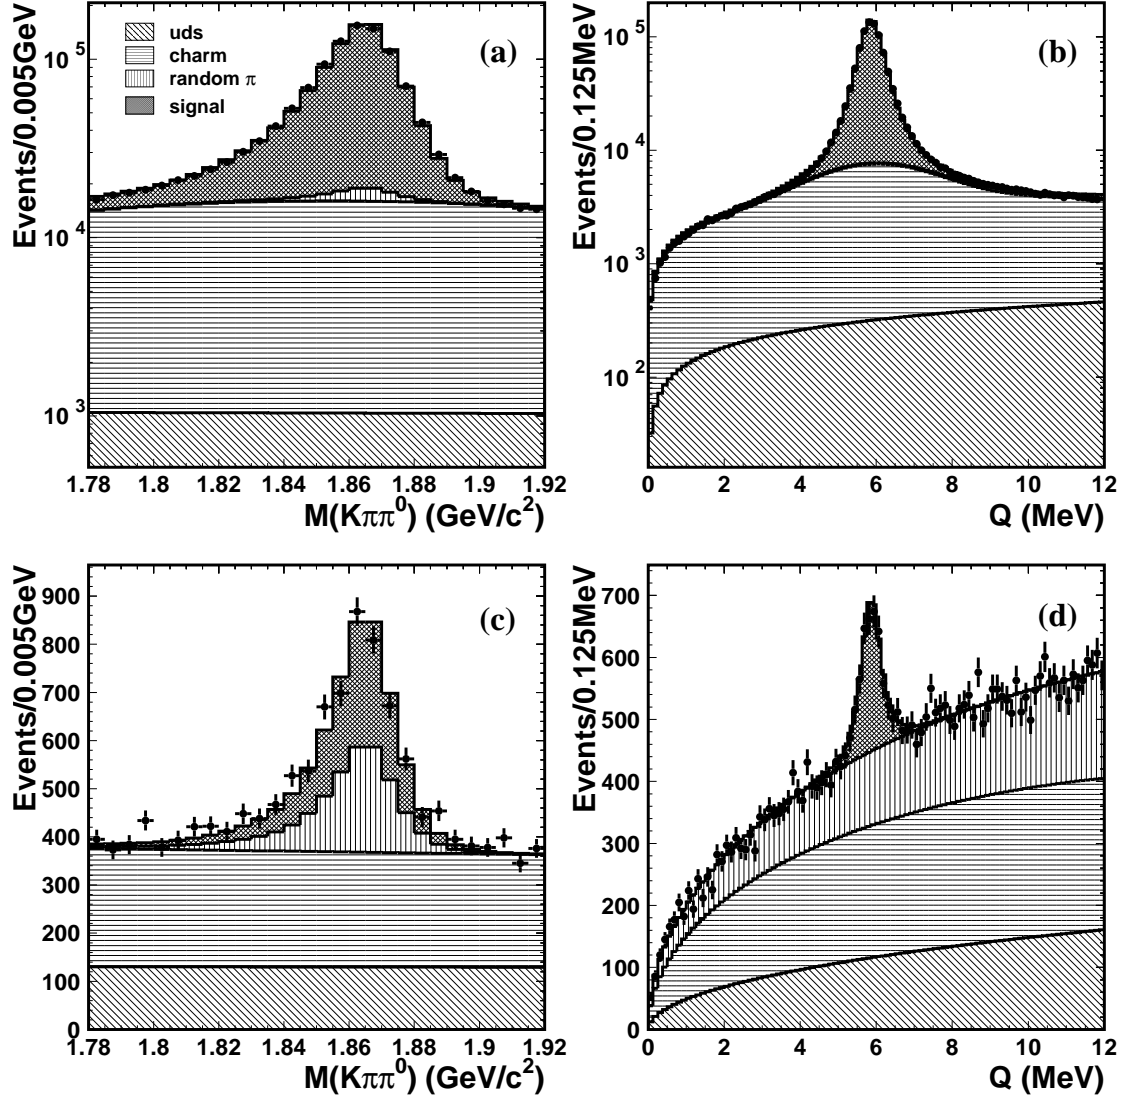 Events/0.005GeV
10^5
10^4
10^3
uds
charm
random π
signal
(a)
1.78 1.8 1.82 1.84 1.86 1.88 1.9 1.92
M(Kππ^0) (GeV/c^2)
Events/0.125MeV
10^5
10^4
10^3
10^2
(b)
0 2 4 6 8 10 12
Q (MeV)
Events/0.005GeV
900
800
700
600
500
400
300
200
100
0
(c)
1.78 1.8 1.82 1.84 1.86 1.88 1.9 1.92
M(Kππ^0) (GeV/c^2)
Events/0.125MeV
700
600
500
400
300
200
100
0
(d)
0 2 4 6 8 10 12
Q (MeV)